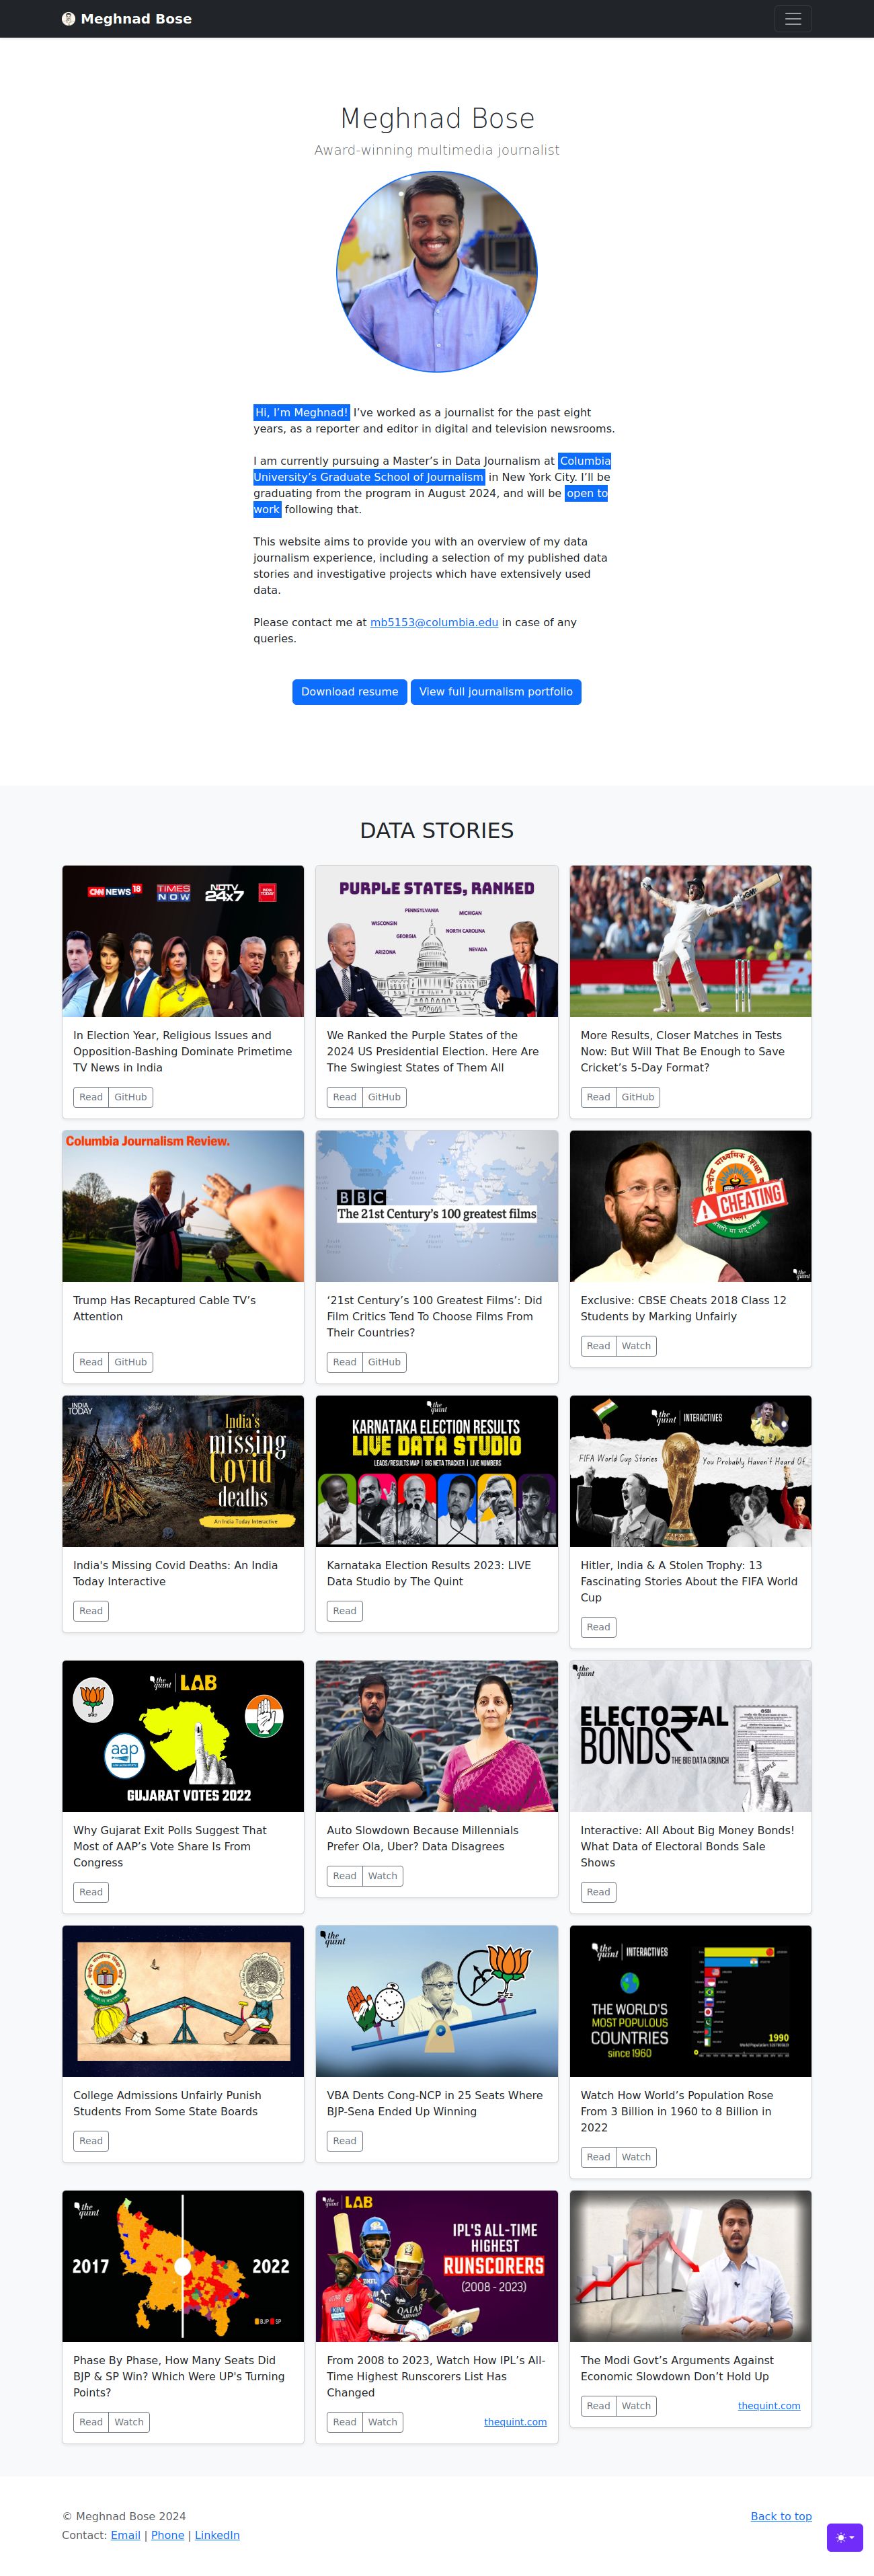 Meghnad Bose
Meghnad Bose
Award-winning multimedia journalist
Hi, I’m Meghnad! I’ve worked as a journalist for the past eight
years, as a reporter and editor in digital and television newsrooms.
I am currently pursuing a Master’s in Data Journalism at Columbia
University’s Graduate School of Journalism in New York City. I’ll be
graduating from the program in August 2024, and will be open to
work following that.
This website aims to provide you with an overview of my data
journalism experience, including a selection of my published data
stories and investigative projects which have extensively used
data.
Please contact me at mb5153@columbia.edu in case of any
queries.
Download resume
View full journalism portfolio
DATA STORIES
CNN NEWS 18
TIMES NOW
NDTV 24x7
INDIA TODAY
In Election Year, Religious Issues and
Opposition-Bashing Dominate Primetime
TV News in India
Read
GitHub
PURPLE STATES, RANKED
PENNSYLVANIA
MICHIGAN
WISCONSIN
NORTH CAROLINA
GEORGIA
NEVADA
ARIZONA
We Ranked the Purple States of the
2024 US Presidential Election. Here Are
The Swingiest States of Them All
Read
GitHub
More Results, Closer Matches in Tests
Now: But Will That Be Enough to Save
Cricket’s 5-Day Format?
Read
GitHub
Columbia Journalism Review.
Trump Has Recaptured Cable TV’s
Attention
Read
GitHub
BBC
The 21st Century’s 100 greatest films
‘21st Century’s 100 Greatest Films’: Did
Film Critics Tend To Choose Films From
Their Countries?
Read
GitHub
CHEATING
the quint
Exclusive: CBSE Cheats 2018 Class 12
Students by Marking Unfairly
Read
Watch
INDIA TODAY
India's
missing
Covid
deaths
An India Today Interactive
India's Missing Covid Deaths: An India
Today Interactive
Read
the quint
KARNATAKA ELECTION RESULTS
LIVE DATA STUDIO
LEADS/RESULTS MAP | BIG NETA TRACKER | LIVE NUMBERS
Karnataka Election Results 2023: LIVE
Data Studio by The Quint
Read
the quint | INTERACTIVES
FIFA World Cup Stories
You Probably Haven't Heard Of
Hitler, India & A Stolen Trophy: 13
Fascinating Stories About the FIFA World
Cup
Read
the quint | LAB
aap
GUJARAT VOTES 2022
Why Gujarat Exit Polls Suggest That
Most of AAP’s Vote Share Is From
Congress
Read
Auto Slowdown Because Millennials
Prefer Ola, Uber? Data Disagrees
Read
Watch
the quint
ELECTO₹AL
BONDS
THE BIG DATA CRUNCH
Interactive: All About Big Money Bonds!
What Data of Electoral Bonds Sale
Shows
Read
College Admissions Unfairly Punish
Students From Some State Boards
Read
the quint
VBA Dents Cong-NCP in 25 Seats Where
BJP-Sena Ended Up Winning
Read
the quint | INTERACTIVES
THE WORLD'S
MOST POPULOUS
COUNTRIES
since 1960
1990
Watch How World’s Population Rose
From 3 Billion in 1960 to 8 Billion in
2022
Read
Watch
the quint
2017
2022
BJP SP
Phase By Phase, How Many Seats Did
BJP & SP Win? Which Were UP's Turning
Points?
Read
Watch
the quint | LAB
IPL'S ALL-TIME
HIGHEST
RUNSCORERS
(2008 - 2023)
QATAR
From 2008 to 2023, Watch How IPL’s All-
Time Highest Runscorers List Has
Changed
Read
Watch
thequint.com
The Modi Govt’s Arguments Against
Economic Slowdown Don’t Hold Up
Read
Watch
thequint.com
© Meghnad Bose 2024
Back to top
Contact: Email | Phone | LinkedIn